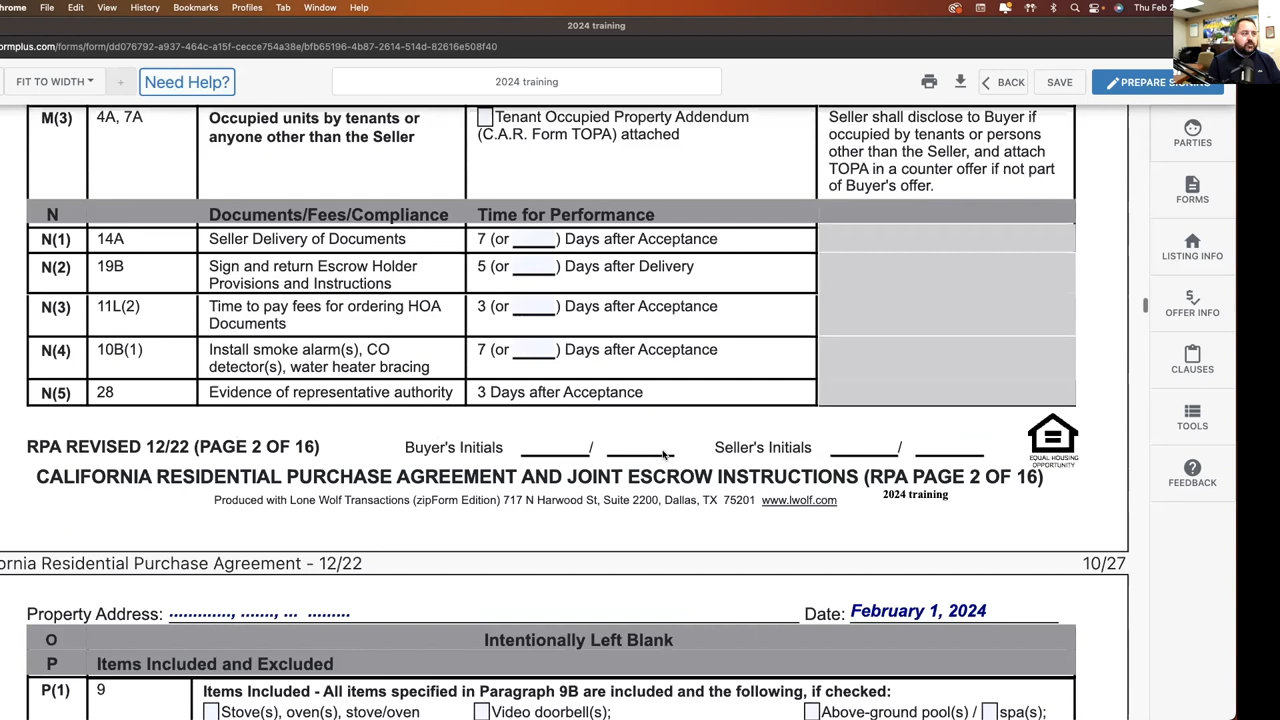 hrome File Edit View History Bookmarks Profiles Tab Window Help Thu Feb
2024 training
ormplus.com/forms/form/dd076792-a937-464c-a15f-cecce754a38e/bfb65196-4b87-2614-514d-82616e508f40
FIT TO WIDTH + Need Help? 2024 training BACK SAVE PREPARE SIGNING
M(3) 4A, 7A Occupied units by tenants or anyone other than the Seller
Tenant Occupied Property Addendum
(C.A.R. Form TOPA) attached
Seller shall disclose to Buyer if
occupied by tenants or persons
other than the Seller, and attach
TOPA in a counter offer if not part
of Buyer's offer.
N Documents/Fees/Compliance Time for Performance
N(1) 14A Seller Delivery of Documents 7 (or ______) Days after Acceptance
N(2) 19B Sign and return Escrow Holder Provisions and Instructions 5 (or ______) Days after Delivery
N(3) 11L(2) Time to pay fees for ordering HOA Documents 3 (or ______) Days after Acceptance
N(4) 10B(1) Install smoke alarm(s), CO detector(s), water heater bracing 7 (or ______) Days after Acceptance
N(5) 28 Evidence of representative authority 3 Days after Acceptance
RPA REVISED 12/22 (PAGE 2 OF 16) Buyer's Initials ______ / ______ Seller's Initials ______ / ______
EQUAL HOUSING
OPPORTUNITY
CALIFORNIA RESIDENTIAL PURCHASE AGREEMENT AND JOINT ESCROW INSTRUCTIONS (RPA PAGE 2 OF 16)
Produced with Lone Wolf Transactions (zipForm Edition) 717 N Harwood St, Suite 2200, Dallas, TX 75201 www.lwolf.com 2024 training
ornia Residential Purchase Agreement - 12/22 10/27
Property Address: ............., ......., ... ......... Date: February 1, 2024
O Intentionally Left Blank
P Items Included and Excluded
P(1) 9 Items Included - All items specified in Paragraph 9B are included and the following, if checked:
Stove(s), oven(s), stove/oven Video doorbell(s); Above-ground pool(s) / spa(s);
PARTIES
FORMS
LISTING INFO
OFFER INFO
CLAUSES
TOOLS
FEEDBACK